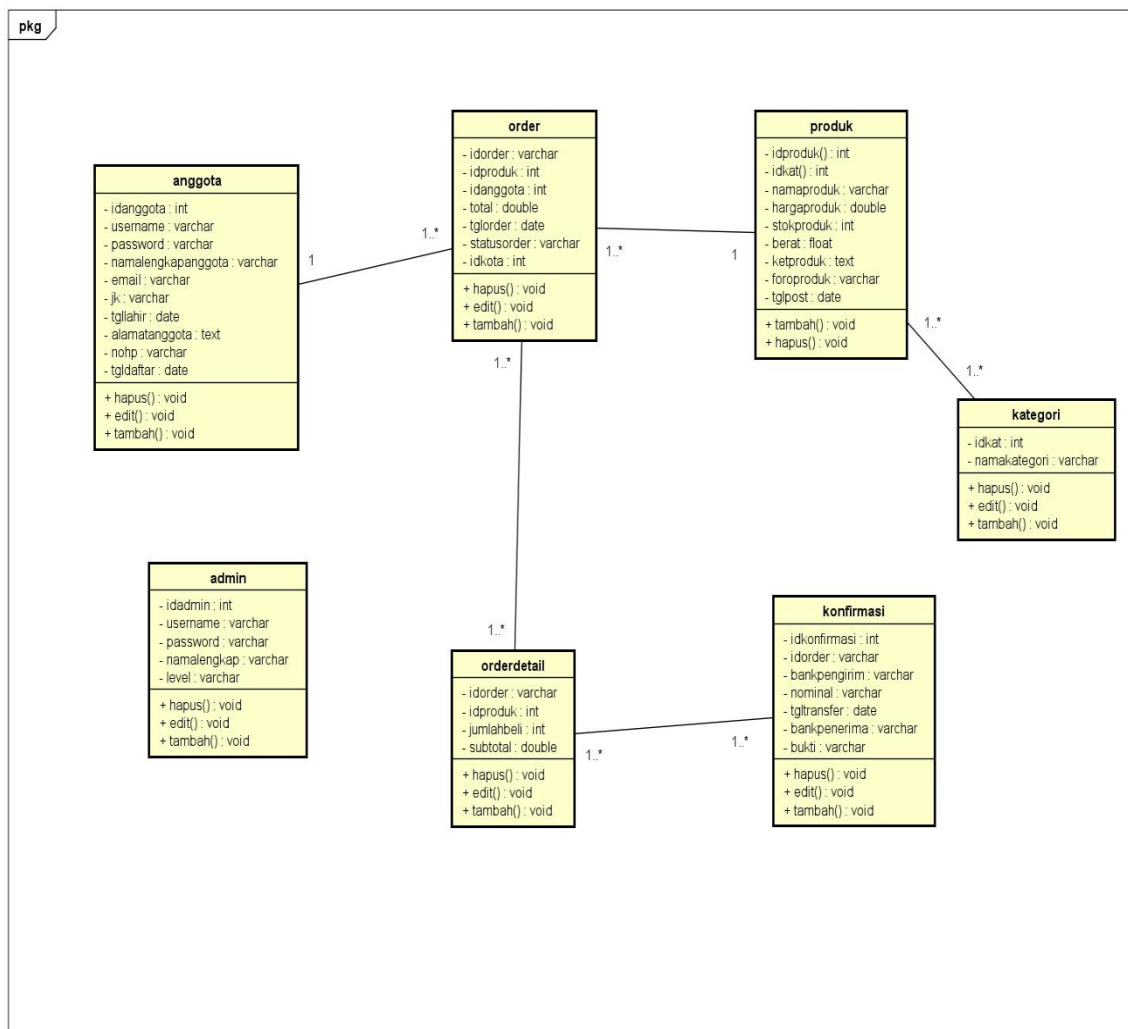 pkg
order
- idorder : varchar
- idproduk : int
- idanggota : int
- total : double
- tglorder : date
- statusorder : varchar
- idkota : int
+ hapus() : void
+ edit() : void
+ tambah() : void
produk
- idproduk() : int
- idkat() : int
- namaproduk : varchar
- hargaproduk : double
- stokproduk : int
- berat : float
- ketproduk : text
- foroproduk : varchar
- tglpost : date
+ tambah() : void
+ hapus() : void
anggota
- idanggota : int
- username : varchar
- password : varchar
- namalengkapanggota : varchar
- email : varchar
- jk : varchar
- tgllahir : date
- alamatanggota : text
- nohp : varchar
- tgldaftar : date
+ hapus() : void
+ edit() : void
+ tambah() : void
1
1..*
1..*
1
1..*
1..*
1..*
1..*
kategori
- idkat : int
- namakategori : varchar
+ hapus() : void
+ edit() : void
+ tambah() : void
admin
- idadmin : int
- username : varchar
- password : varchar
- namalengkap : varchar
- level : varchar
+ hapus() : void
+ edit() : void
+ tambah() : void
orderdetail
- idorder : varchar
- idproduk : int
- jumlahbeli : int
- subtotal : double
+ hapus() : void
+ edit() : void
+ tambah() : void
1..*
1..*
konfirmasi
- idkonfirmasi : int
- idorder : varchar
- bankpengirim : varchar
- nominal : varchar
- tgltransfer : date
- bankpenerima : varchar
- bukti : varchar
+ hapus() : void
+ edit() : void
+ tambah() : void